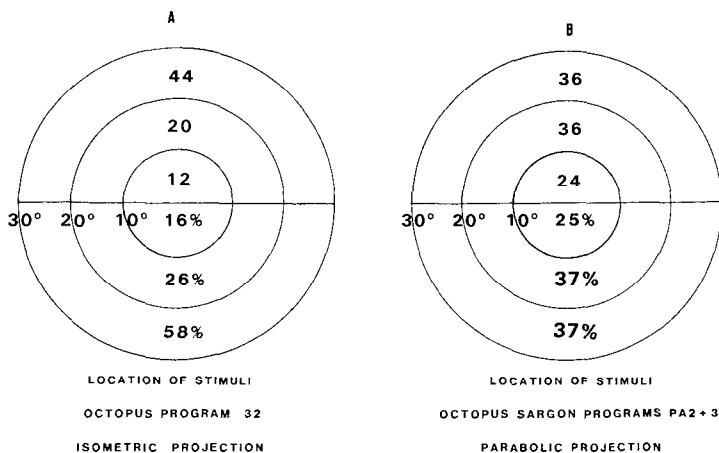 A B
44 36
20 36
12 24
30° 20° 10° 16% 30° 20° 10° 25%
26% 37%
58% 37%
LOCATION OF STIMULI LOCATION OF STIMULI
OCTOPUS PROGRAM 32 OCTOPUS SARGON PROGRAMS PA2+3
ISOMETRIC PROJECTION PARABOLIC PROJECTION